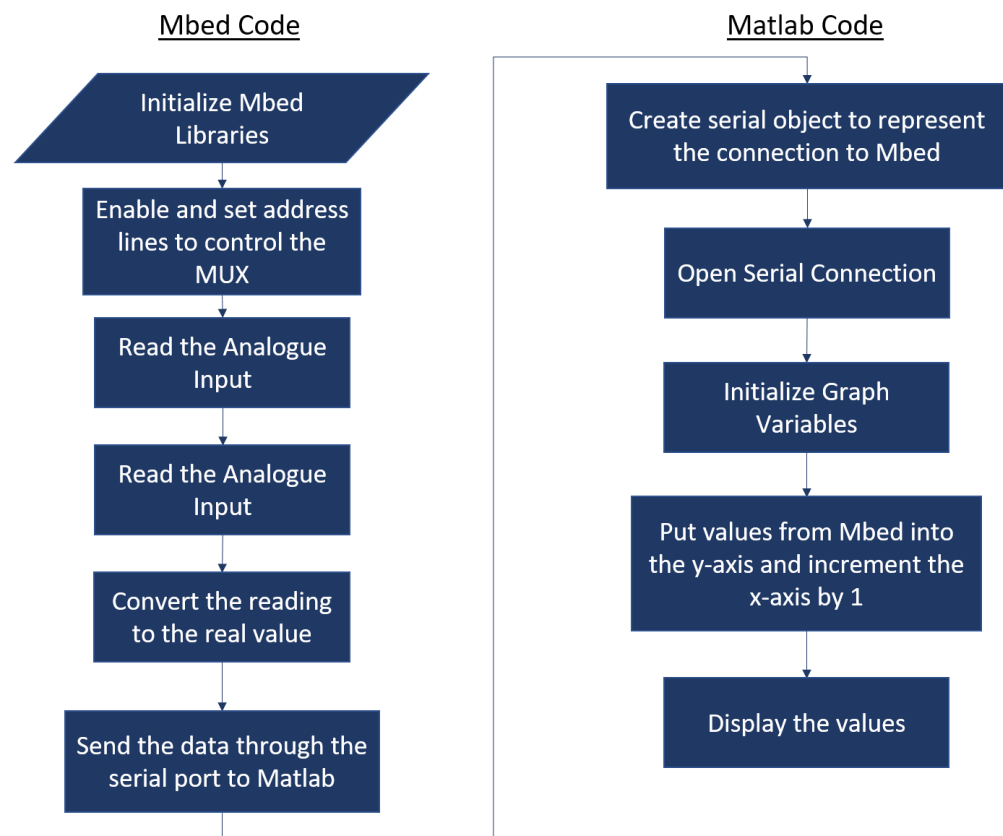 Mbed Code
Initialize Mbed
Libraries
Enable and set address
lines to control the
MUX
Read the Analogue
Input
Read the Analogue
Input
Convert the reading
to the real value
Send the data through the
serial port to Matlab
Matlab Code
Create serial object to represent
the connection to Mbed
Open Serial Connection
Initialize Graph
Variables
Put values from Mbed into
the y-axis and increment the
x-axis by 1
Display the values